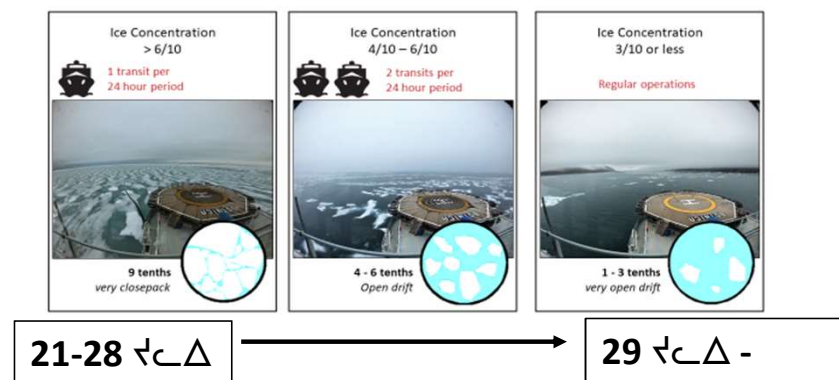 Ice Concentration
> 6/10
1 transit per
24 hour period
9 tenths
very closepack
Ice Concentration
4/10 – 6/10
2 transits per
24 hour period
4 - 6 tenths
Open drift
Ice Concentration
3/10 or less
Regular operations
1 - 3 tenths
very open drift
21-28 ᔪᓚᐃ
29 ᔪᓚᐃ -